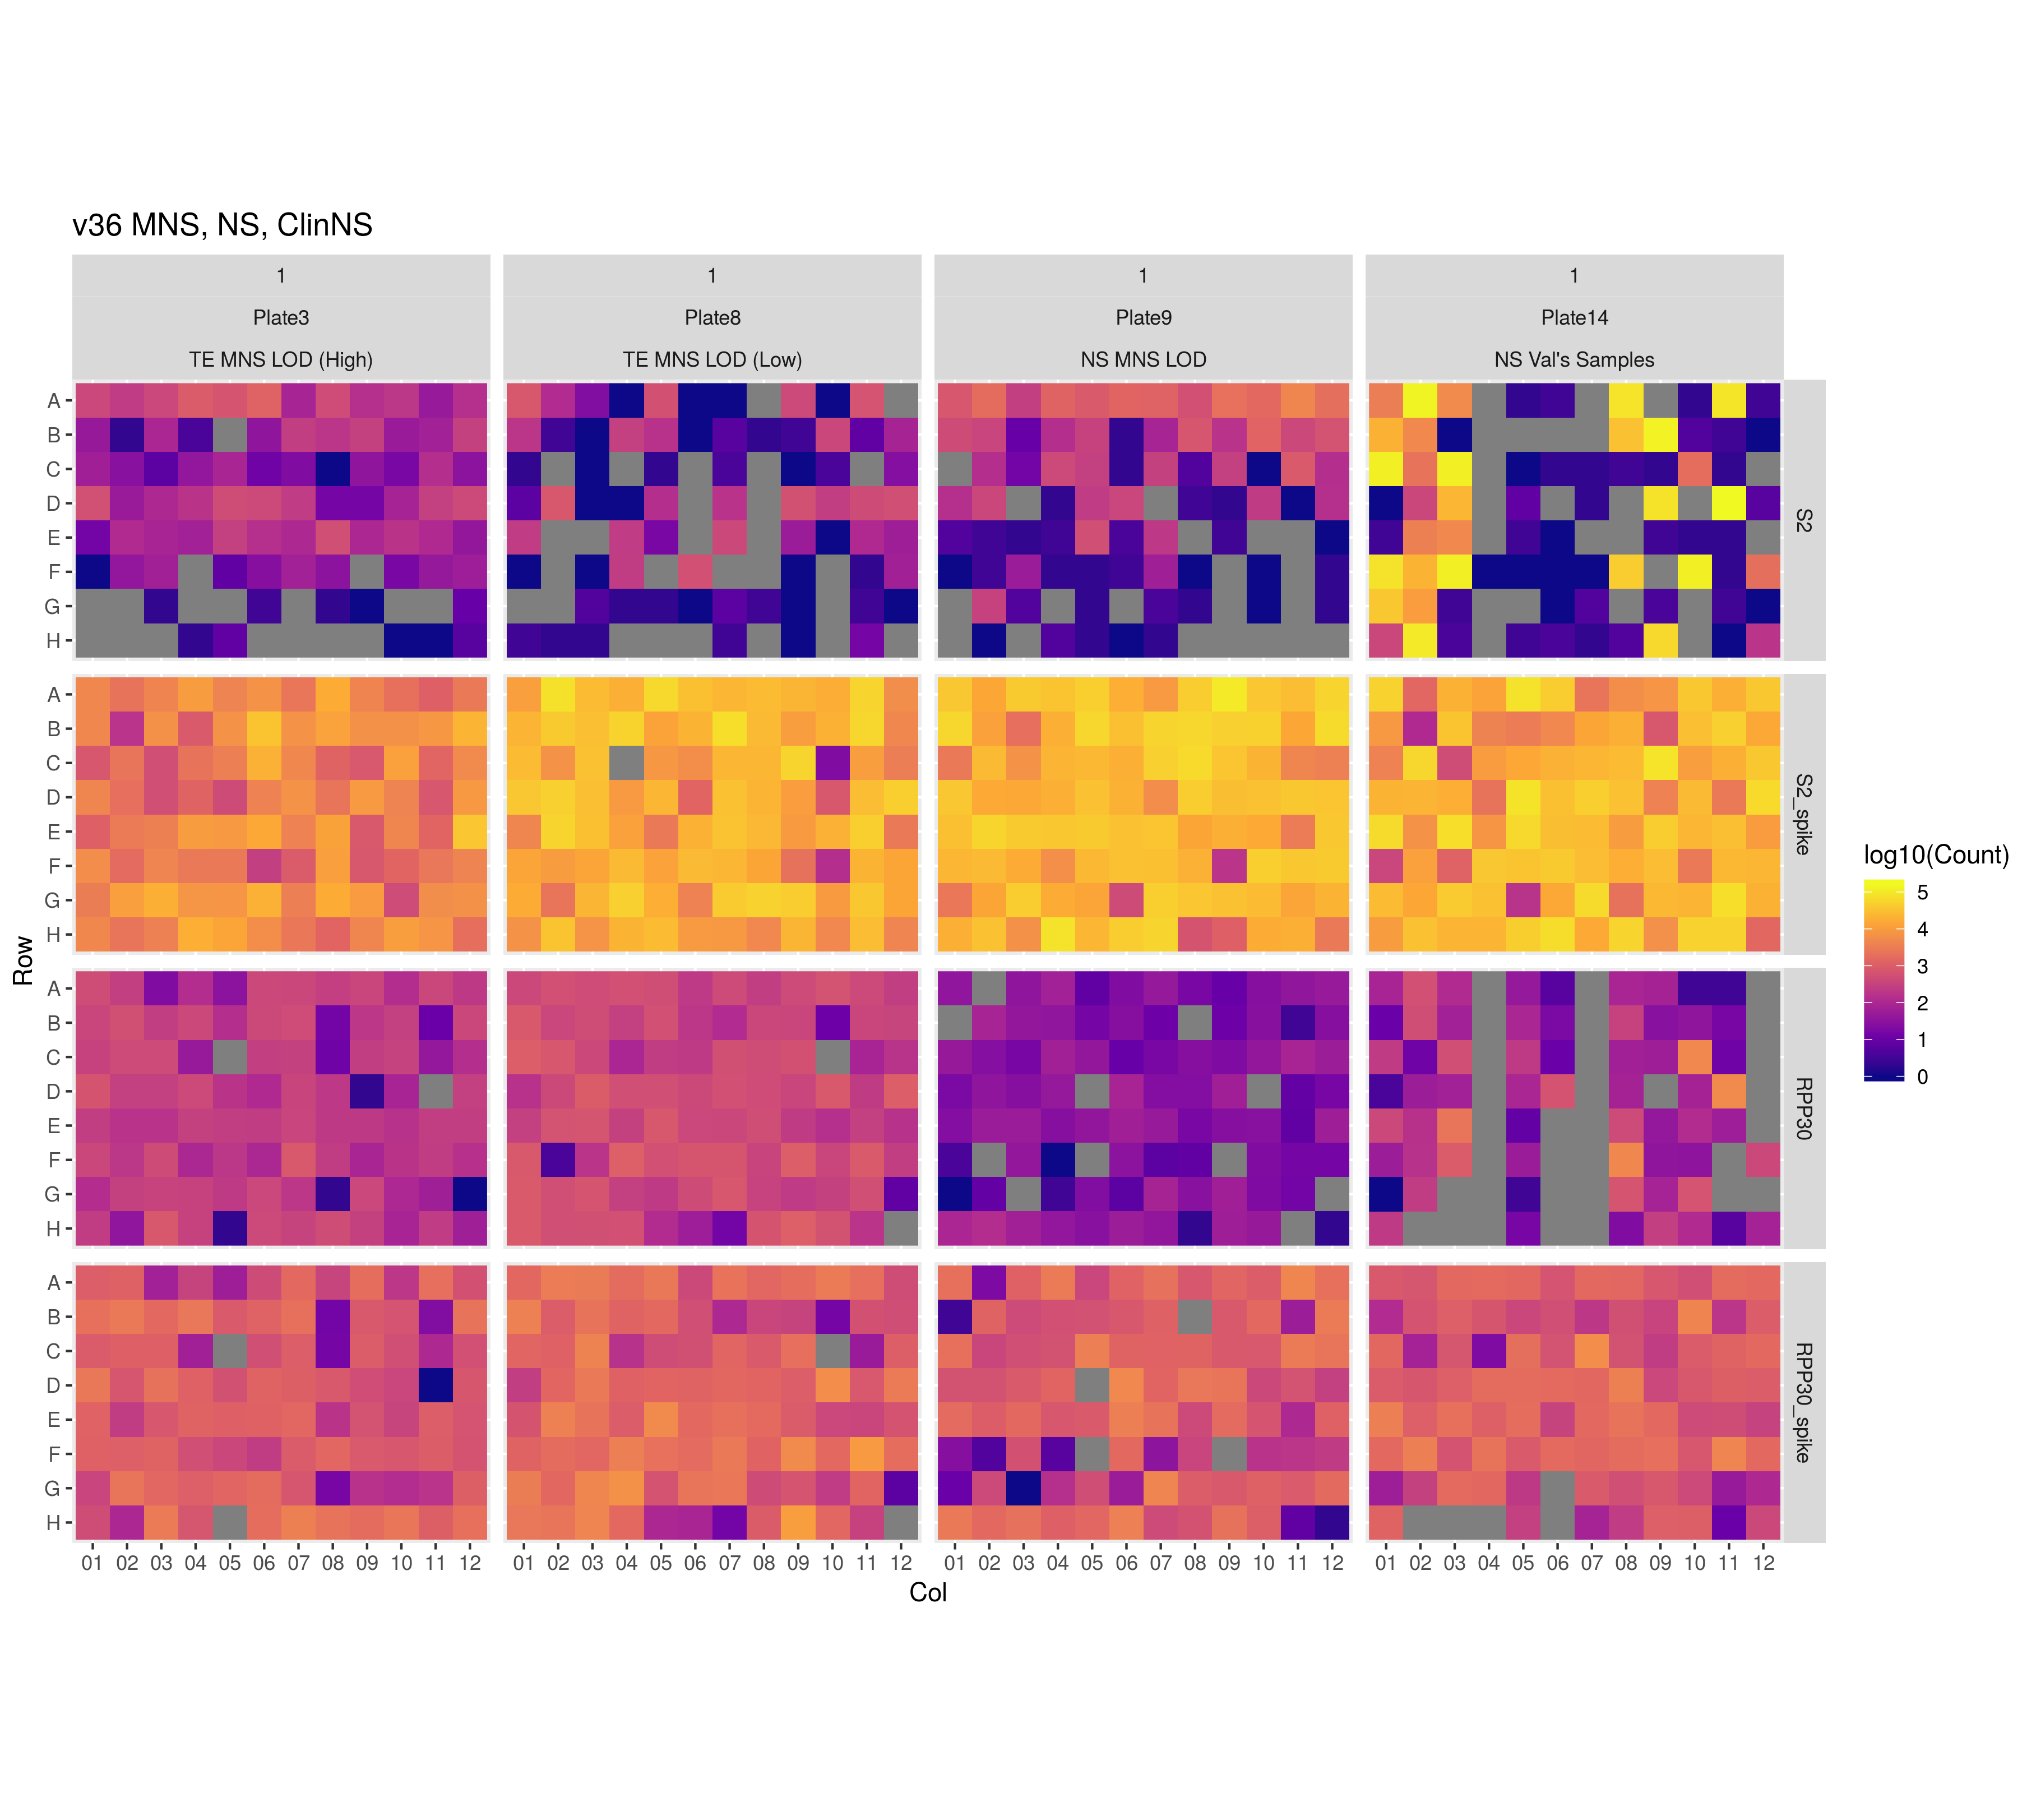 v36 MNS, NS, ClinNS
1 1 1 1
Plate3 Plate8 Plate9 Plate14
TE MNS LOD (High) TE MNS LOD (Low) NS MNS LOD NS Val's Samples
A
B
C
D
E
F
G
H
S2
A
B
C
D
E
F
G
H
S2_spike
A
B
C
D
E
F
G
H
RPP30
A
B
C
D
E
F
G
H
RPP30_spike
Row
01 02 03 04 05 06 07 08 09 10 11 12 01 02 03 04 05 06 07 08 09 10 11 12 01 02 03 04 05 06 07 08 09 10 11 12 01 02 03 04 05 06 07 08 09 10 11 12
Col
log10(Count)
5
4
3
2
1
0